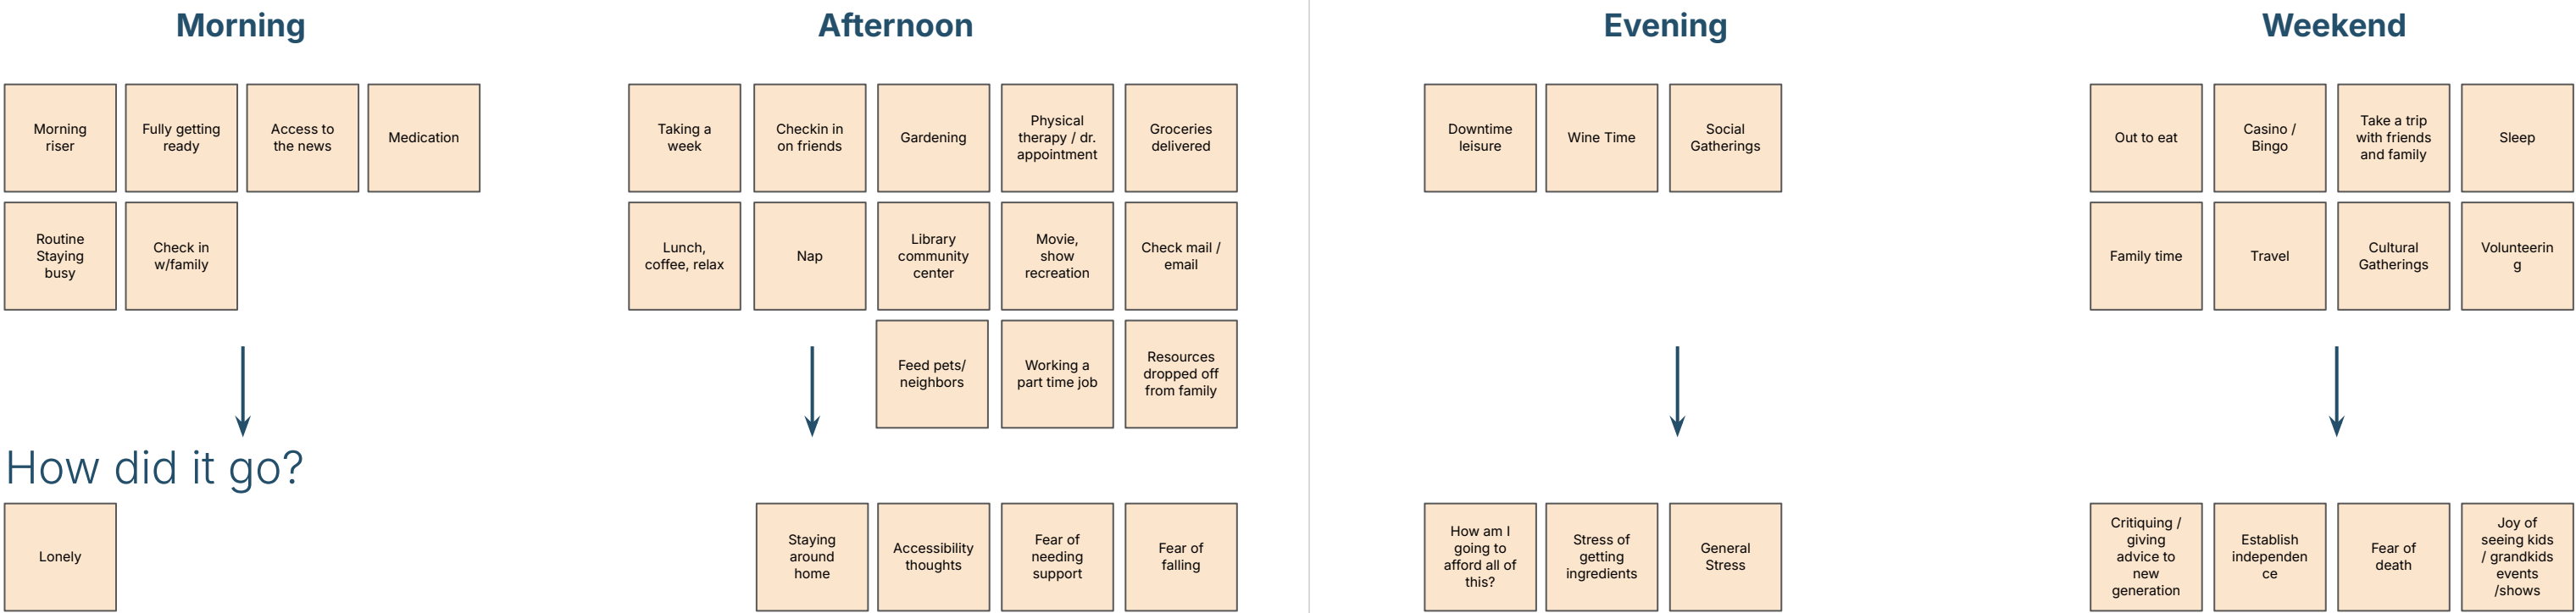 Morning
Morning
riser
Fully getting
ready
Access to
the news
Medication
Routine
Staying
busy
Check in
w/family
Afternoon
Taking a
week
Checkin in
on friends
Gardening
Physical
therapy / dr.
appointment
Groceries
delivered
Lunch,
coffee, relax
Nap
Library
community
center
Movie,
show
recreation
Check mail /
email
Feed pets/
neighbors
Working a
part time job
Resources
dropped off
from family
Evening
Downtime
leisure
Wine Time
Social
Gatherings
Weekend
Out to eat
Casino /
Bingo
Take a trip
with friends
and family
Sleep
Family time
Travel
Cultural
Gatherings
Volunteerin
g
How did it go?
Lonely
Staying
around
home
Accessibility
thoughts
Fear of
needing
support
Fear of
falling
How am I
going to
afford all of
this?
Stress of
getting
ingredients
General
Stress
Critiquing /
giving
advice to
new
generation
Establish
independen
ce
Fear of
death
Joy of
seeing kids
/ grandkids
events
/shows